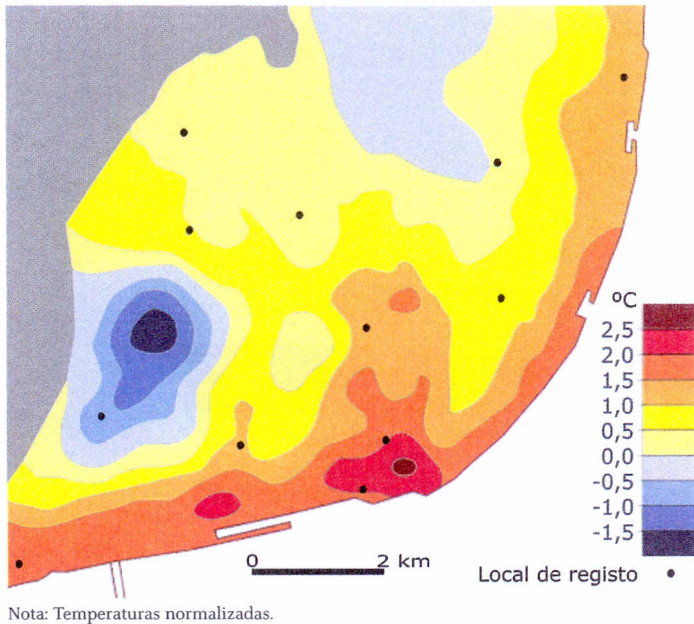 ºC
2,5
2,0
1,5
1,0
0,5
0,0
-0,5
-1,0
-1,5
0 2 km
Local de registo
Nota: Temperaturas normalizadas.